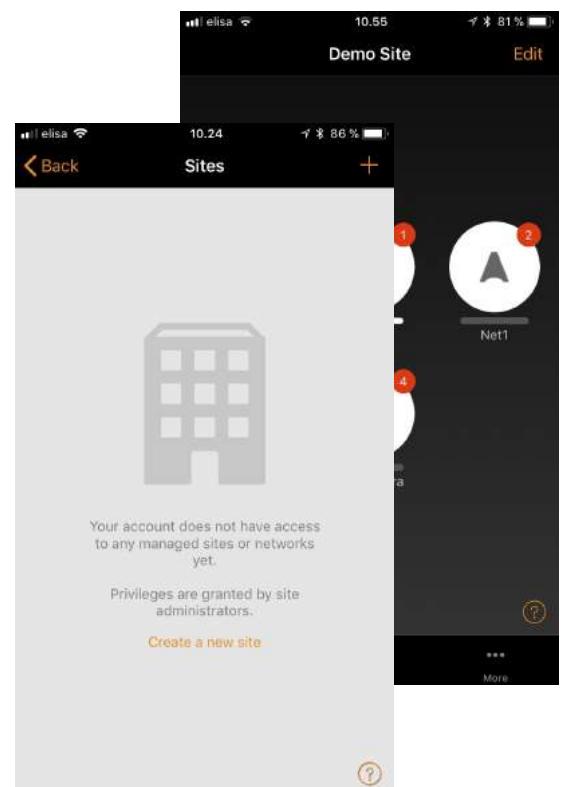 elisa 10.55 81 %
Demo Site Edit
1 2
Net1
4
ra
?
More
elisa 10.24 86 %
Back Sites +
Your account does not have access
to any managed sites or networks
yet.
Privileges are granted by site
administrators.
Create a new site
?